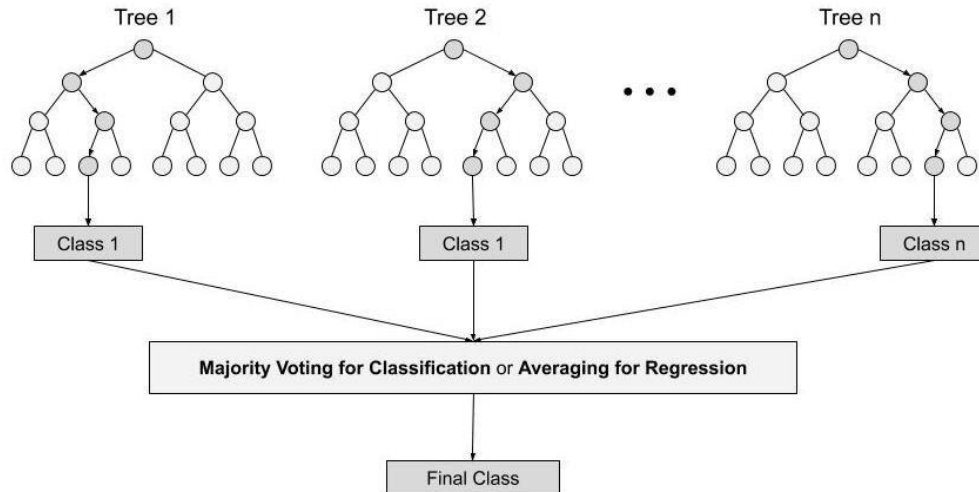 Tree 1
Tree 2
Tree n
Class 1
Class 1
Class n
Majority Voting for Classification or Averaging for Regression
Final Class